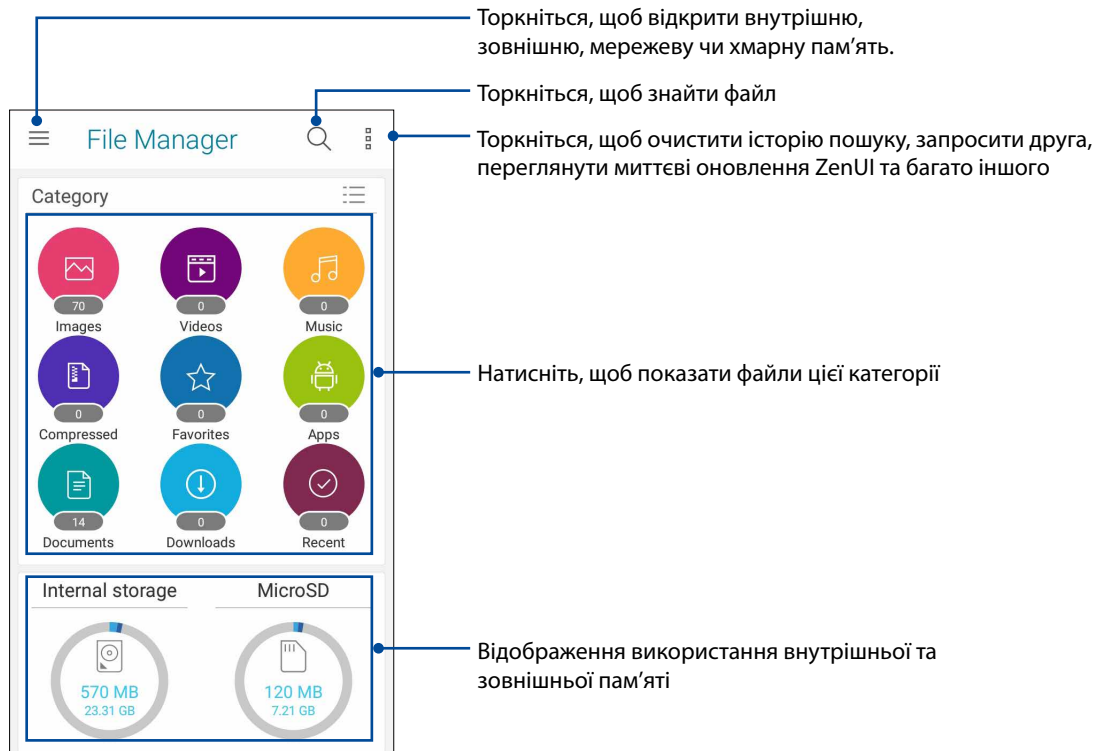 Торкніться, щоб відкрити внутрішню,
зовнішню, мережеву чи хмарну пам’ять.
Торкніться, щоб знайти файл
Торкніться, щоб очистити історію пошуку, запросити друга,
переглянути миттєві оновлення ZenUI та багато іншого
File Manager
Category
70
0
0
Images
Videos
Music
0
0
0
Compressed
Favorites
Apps
14
0
0
Documents
Downloads
Recent
Натисніть, щоб показати файли цієї категорії
Internal storage
MicroSD
570 MB
23.31 GB
120 MB
7.21 GB
Відображення використання внутрішньої та
зовнішньої пам’яті